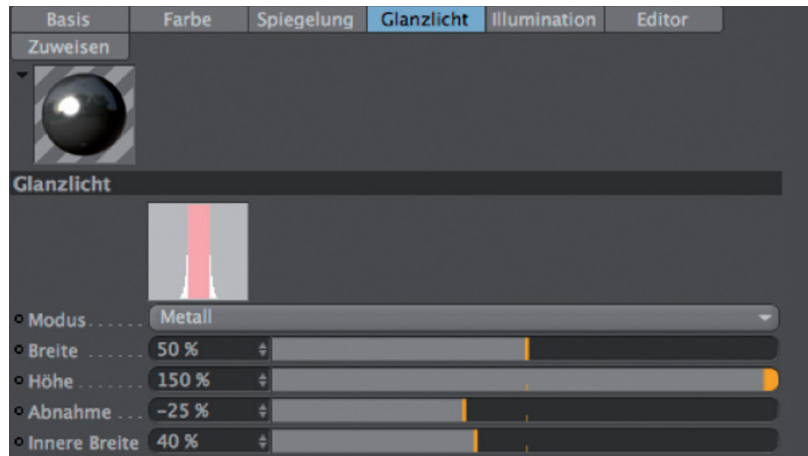 Basis Farbe Spiegelung Glanzlicht Illumination Editor
Zuweisen
Glanzlicht
Modus...... Metall
Breite ...... 50 %
Höhe ....... 150 %
Abnahme ... -25 %
Innere Breite 40 %